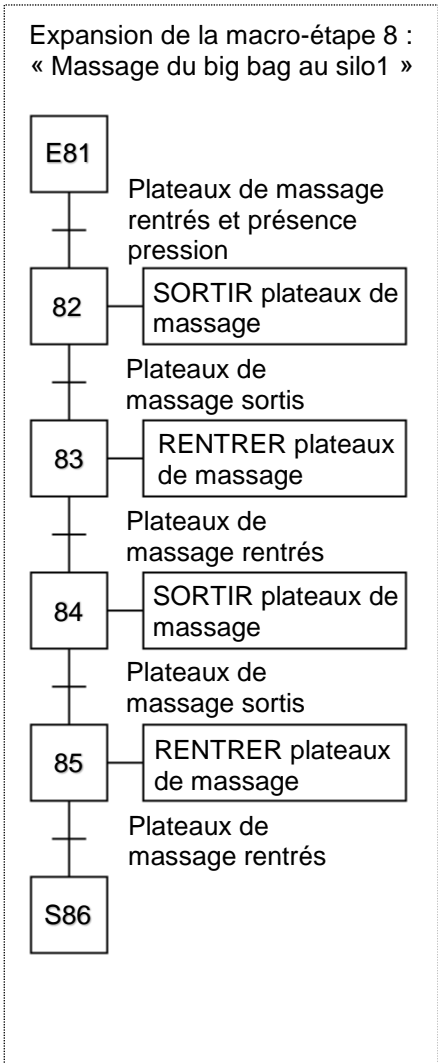 Expansion de la macro-étape 8 :
« Massage du big bag au silo1 »
E81
Plateaux de massage
rentrés et présence
pression
82
SORTIR plateaux de
massage
Plateaux de
massage sortis
83
RENTRER plateaux
de massage
Plateaux de
massage rentrés
84
SORTIR plateaux de
massage
Plateaux de
massage sortis
85
RENTRER plateaux
de massage
Plateaux de
massage rentrés
S86